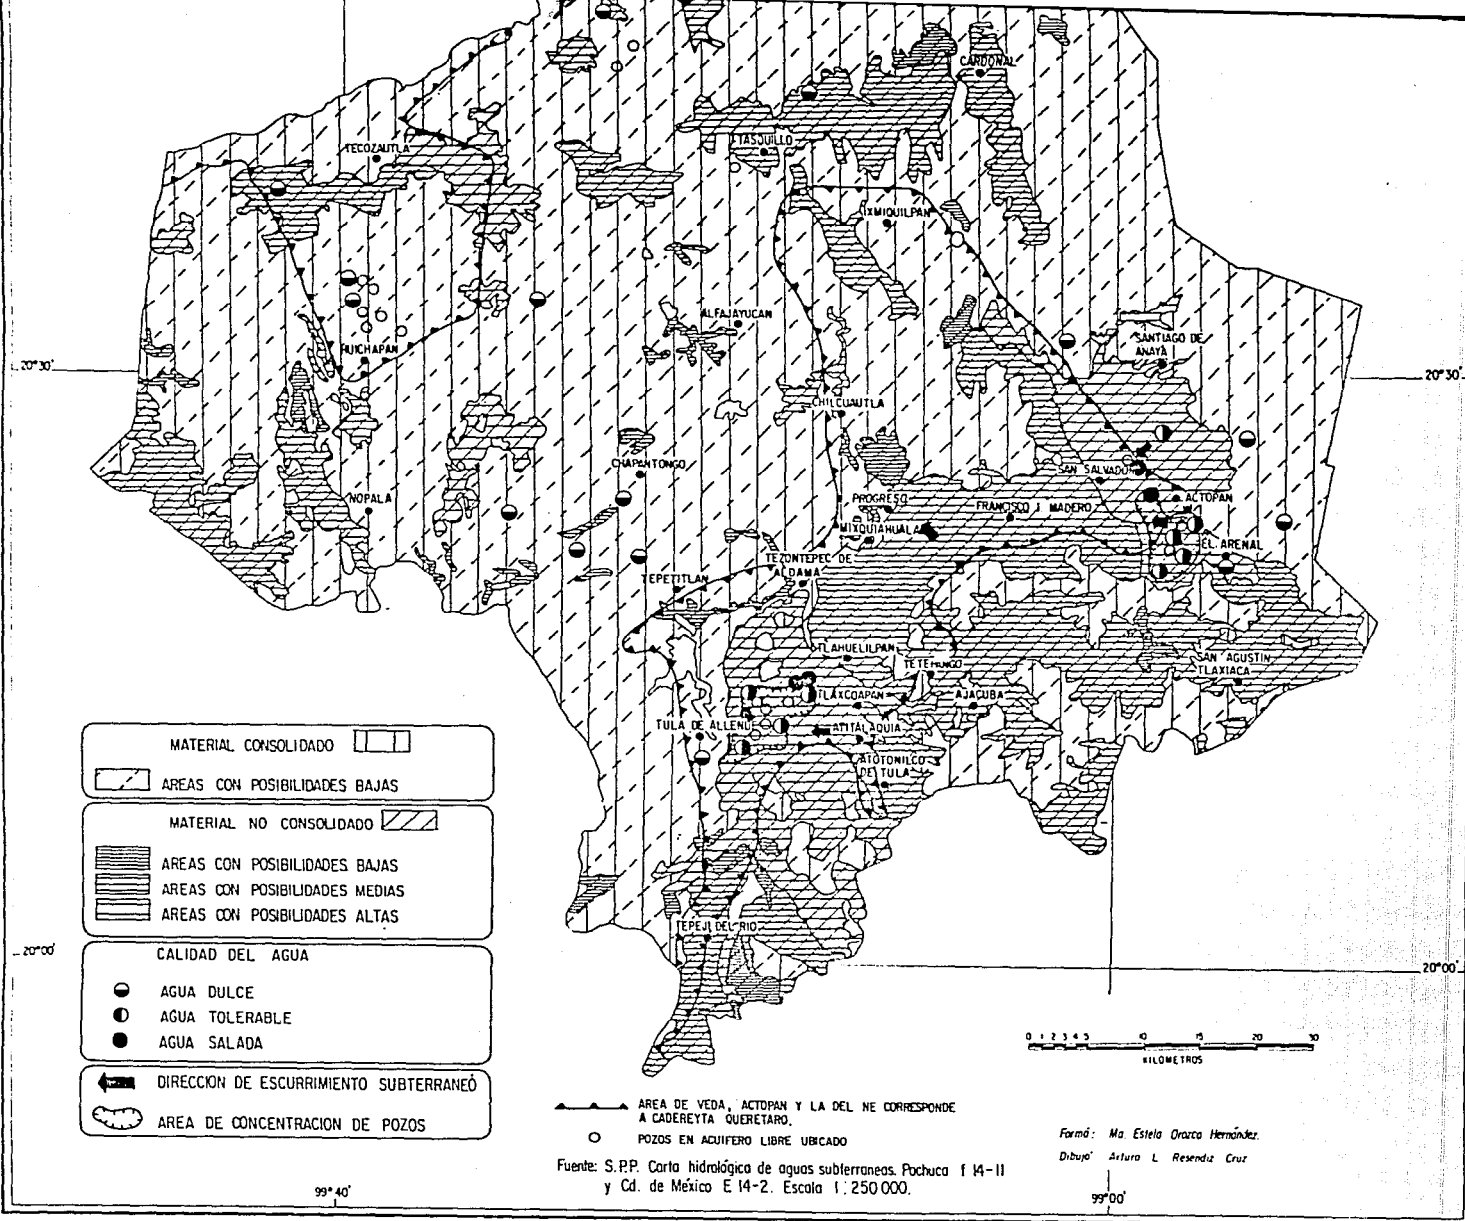 CARDONAL
TASQUILLO
TECOZAUTLA
IXMIQUILPAN
ALFAJAYUCAN
SANTIAGO DE
ANAYA
HUICHAPAN
20°30'
20°30'
CHILCUAUTLA
CHAPANTONGO
SAN SALVADOR
NOPALA
PROGRESO
ACTOPAN
FRANCISCO I. MADERO
MIXQUIAHUALA
EL ARENAL
TEZONTEPEC DE
ALDAMA
TEPETITLAN
TLAHUELILPAN
TETEPANGO
SAN AGUSTIN
TLAXIACA
TLAXCOAPAN
AJACUBA
TULA DE ALLENDE
ATITALAQUIA
ATOTONILCO
DE TULA
TEPEJI DEL RIO
MATERIAL CONSOLIDADO
AREAS CON POSIBILIDADES BAJAS
MATERIAL NO CONSOLIDADO
AREAS CON POSIBILIDADES BAJAS
AREAS CON POSIBILIDADES MEDIAS
AREAS CON POSIBILIDADES ALTAS
20°00'
20°00'
CALIDAD DEL AGUA
AGUA DULCE
AGUA TOLERABLE
AGUA SALADA
DIRECCION DE ESCURRIMIENTO SUBTERRANEÓ
AREA DE CONCENTRACION DE POZOS
0 1 2 3 4 5 10 15 20 30
KILOMETROS
AREA DE VEDA, ACTOPAN Y LA DEL NE CORRESPONDE
A CADEREYTA QUERETARO.
POZOS EN ACUIFERO LIBRE UBICADO
Fuente: S.P.P. Carta hidrológica de aguas subterraneas. Pachuca f 14-11
y Cd. de México E 14-2. Escala 1:250 000.
Formó: Ma. Estela Orozco Hernández.
Dibujó Arturo L Resendiz Cruz
99°40'
99°00'